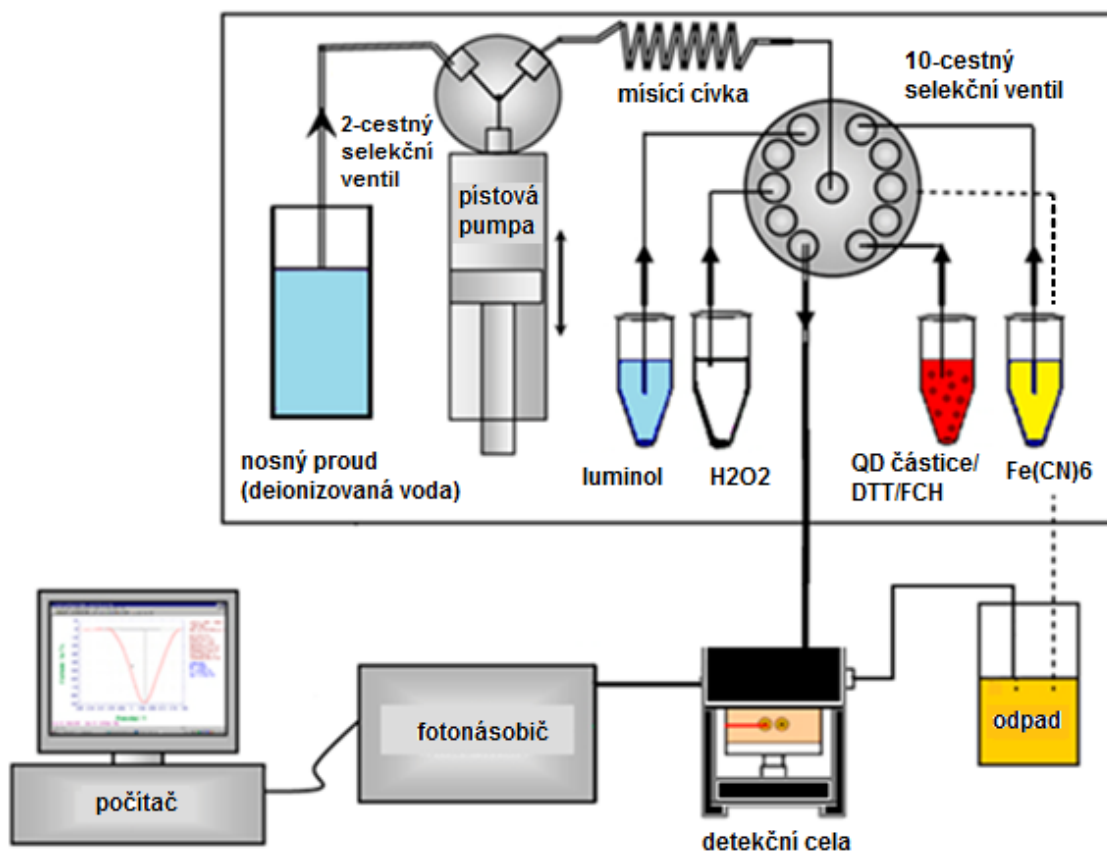 10-cestný
selekční ventil
mísící cívka
2-cestný
selekční
ventil
pístová
pumpa
nosný proud
(deionizovaná voda)
luminol
H2O2
QD částice/
DTT/FCH
Fe(CN)6
odpad
fotonásobič
počítač
detekční cela